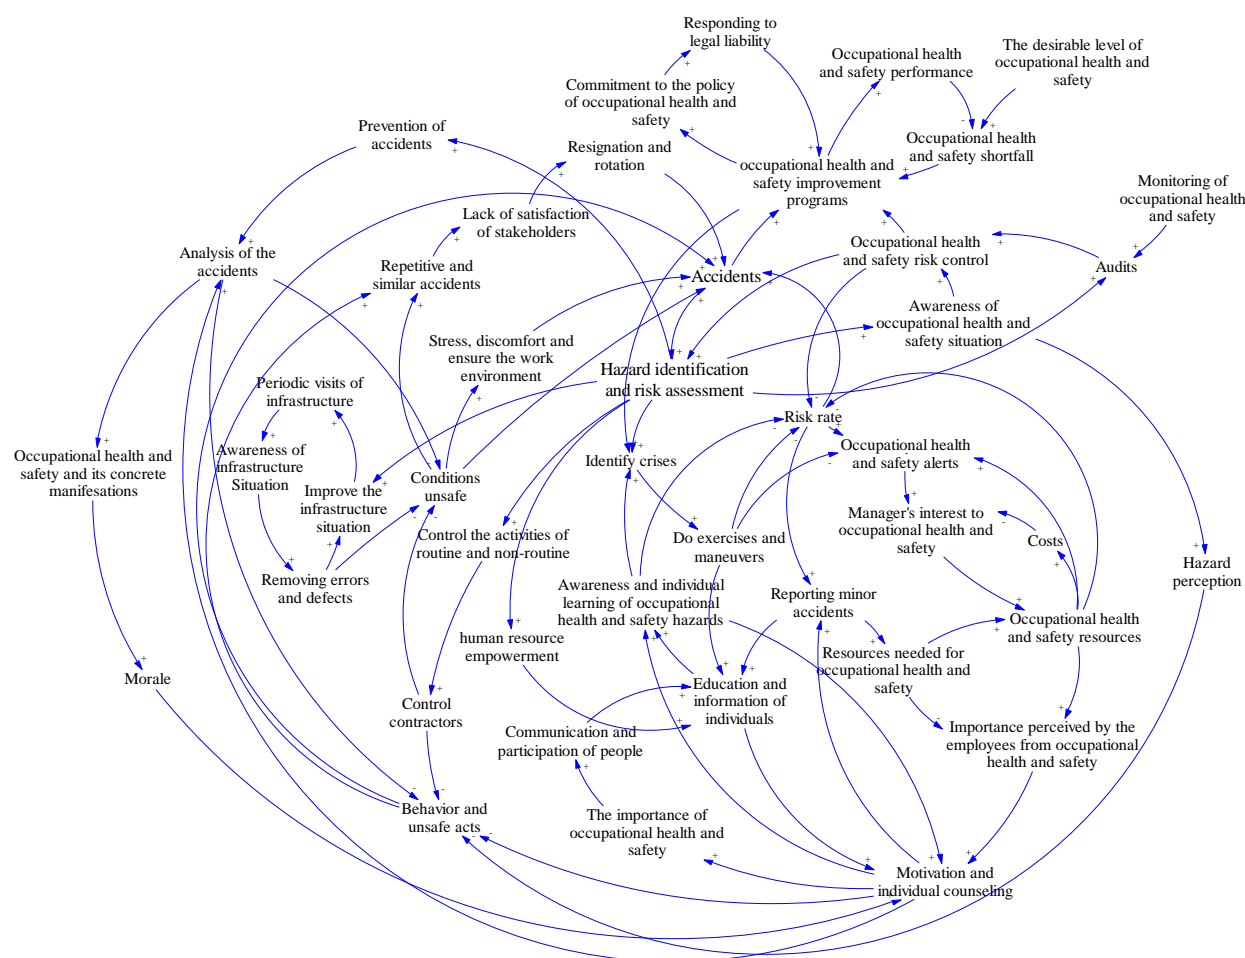 Responding to
legal liability
Occupational health
and safety performance
The desirable level of
occupational health and
safety
Commitment to the policy
of occupational health and
safety
Prevention of
accidents
Resignation and
rotation
Occupational health
and safety shortfall
occupational health and
safety improvement
programs
Monitoring of
occupational health
and safety
Lack of satisfaction
of stakeholders
Analysis of the
accidents
Repetitive and
similar accidents
Accidents
Occupational health
and safety risk control
Audits
Awareness of
occupational health and
safety situation
Stress, discomfort and
ensure the work
environment
Hazard identification
and risk assessment
Periodic visits of
infrastructure
Risk rate
Occupational health and
safety and its concrete
manifesations
Awareness of
infrastructure
Situation
Identify crises
Occupational health
and safety alerts
Conditions
unsafe
Improve the
infrastructure
situation
Control the activities of
routine and non-routine
Do exercises and
maneuvers
Manager's interest to
occupational health and
safety
Costs
Hazard
perception
Removing errors
and defects
Awareness and individual
learning of occupational
health and safety hazards
Reporting minor
accidents
Occupational health
and safety resources
human resource
empowerment
Resources needed for
occupational health and
safety
Morale
Education and
information of
individuals
Control
contractors
Communication and
participation of people
Importance perceived by the
employees from occupational
health and safety
Behavior and
unsafe acts
The importance of
occupational health and
safety
Motivation and
individual counseling